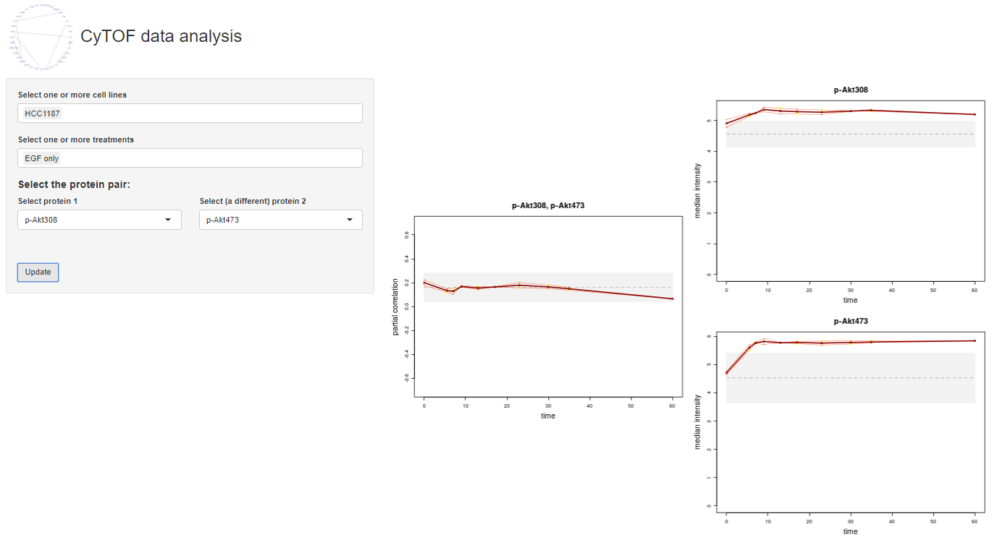 CyTOF data analysis
Select one or more cell lines
HCC1187
Select one or more treatments
EGF only
Select the protein pair:
Select protein 1
Select (a different) protein 2
p-Akt308
p-Akt473
Update
p-Akt308, p-Akt473
partial correlation
0.6
0.4
0.2
0.0
-0.2
-0.4
-0.6
0 10 20 30 40 50 60
time
p-Akt308
median intensity
5
4
3
2
1
0
0 10 20 30 40 50 60
time
p-Akt473
median intensity
6
5
4
3
2
1
0
0 10 20 30 40 50 60
time